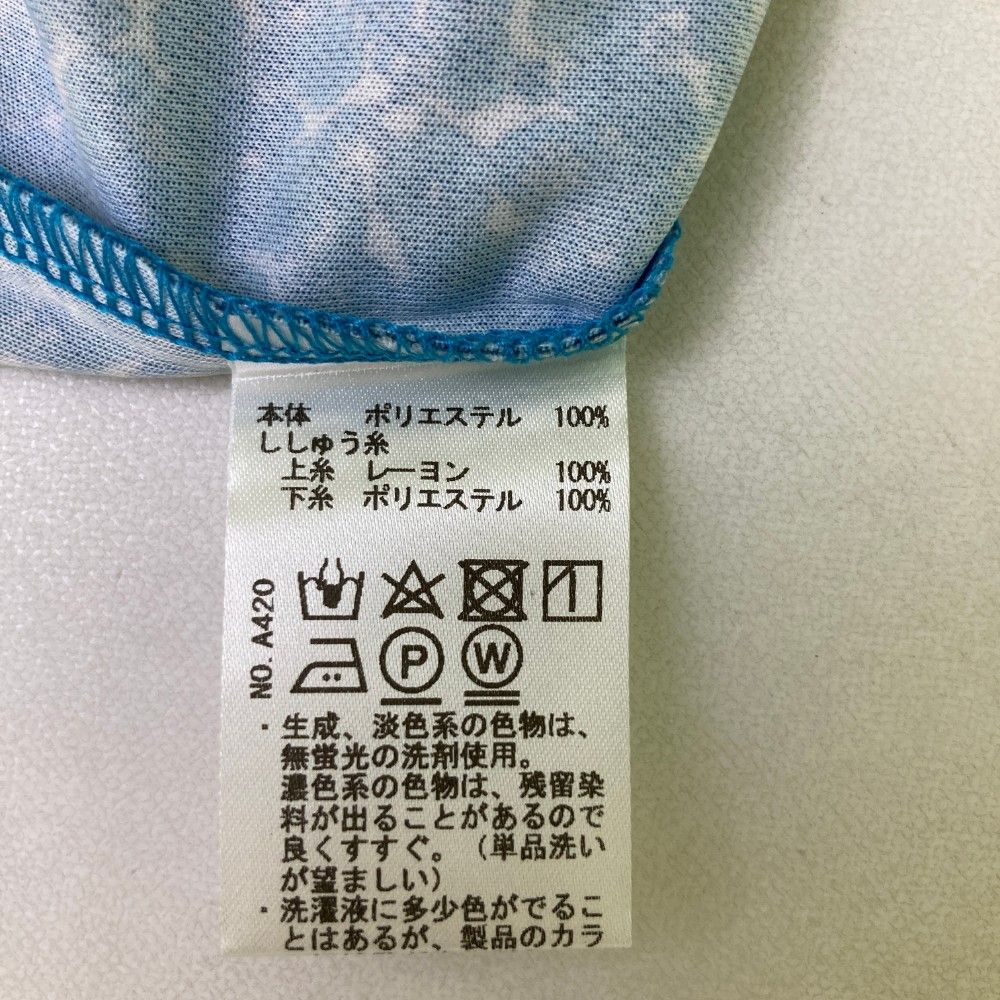 本体 ポリエステル 100%
ししゅう糸
上糸 レーヨン 100%
下糸 ポリエステル 100%
NO. A420
P
W
・生成、淡色系の色物は、
無蛍光の洗剤使用。
濃色系の色物は、残留染
料が出ることがあるので
良くすすぐ。（単品洗い
が望ましい）
・洗濯液に多少色がでるこ
とはあるが、製品のカラ